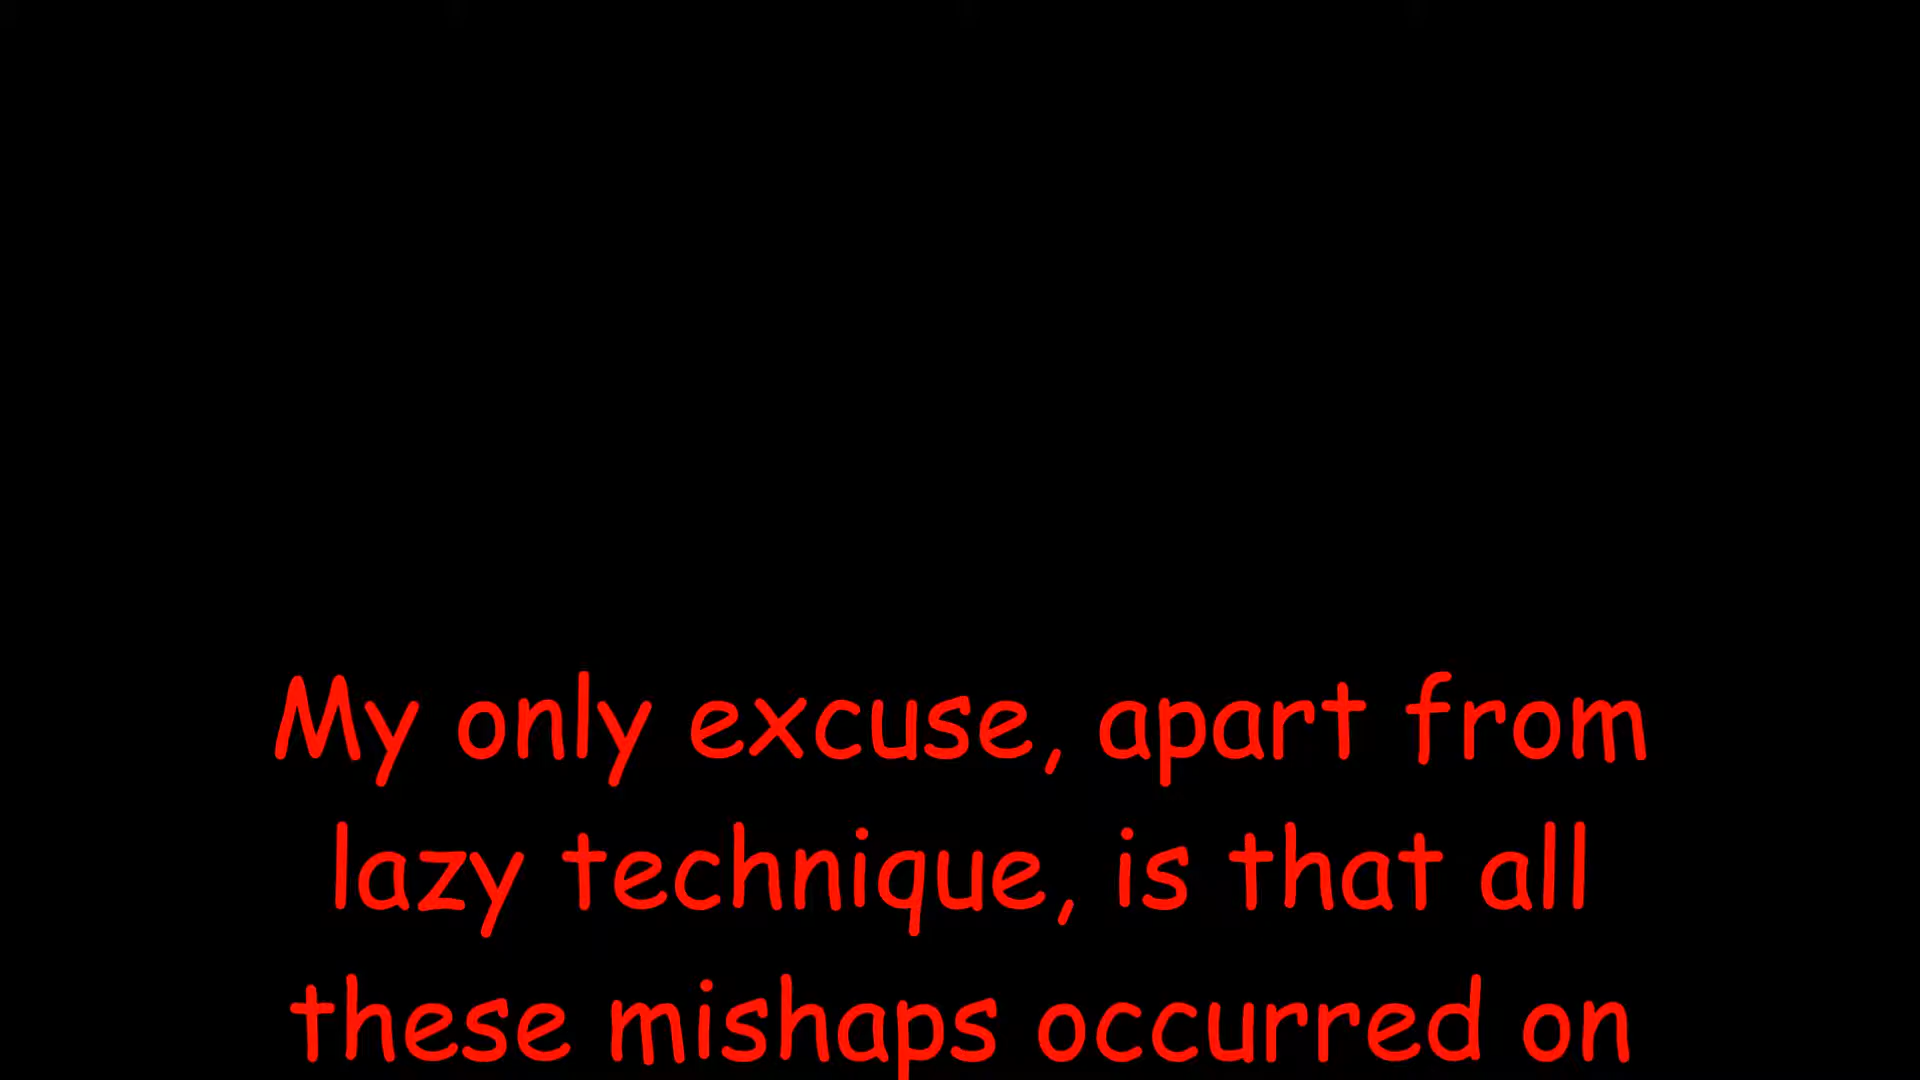 My only excuse, apart from
lazy technique, is that all
these mishaps occurred on